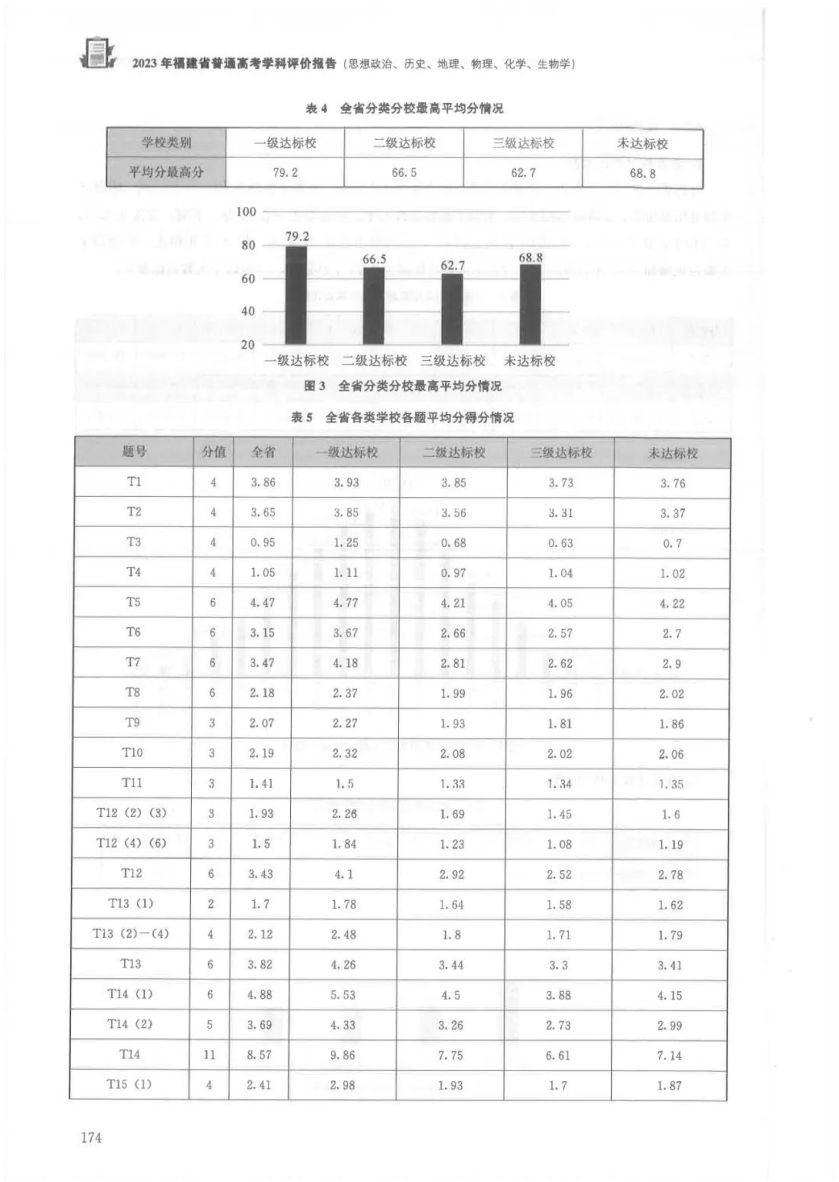 2023 年福建省普通高考学科评价报告（思想政治、历史、地理、物理、化学、生物学）
表 4 全省分类分校最高平均分情况
学校类别 一级达标校 二级达标校 三级达标校 未达标校
平均分最高分 79.2 66.5 62.7 68.8
100
80
60
40
20
79.2
66.5
62.7
68.8
一级达标校 二级达标校 三级达标校 未达标校
图 3 全省分类分校最高平均分情况
表 5 全省各类学校各题平均分得分情况
题号 分值 全省 一级达标校 二级达标校 三级达标校 未达标校
T1 4 3.86 3.93 3.85 3.73 3.76
T2 4 3.65 3.85 3.56 3.31 3.37
T3 4 0.95 1.25 0.68 0.63 0.7
T4 4 1.05 1.11 0.97 1.04 1.02
T5 6 4.47 4.77 4.21 4.05 4.22
T6 6 3.15 3.67 2.66 2.57 2.7
T7 6 3.47 4.18 2.81 2.62 2.9
T8 6 2.18 2.37 1.99 1.96 2.02
T9 3 2.07 2.27 1.93 1.81 1.86
T10 3 2.19 2.32 2.08 2.02 2.06
T11 3 1.41 1.5 1.33 1.34 1.35
T12（2）（3） 3 1.93 2.26 1.69 1.45 1.6
T12（4）（6） 3 1.5 1.84 1.23 1.08 1.19
T12 6 3.43 4.1 2.92 2.52 2.78
T13（1） 2 1.7 1.78 1.64 1.58 1.62
T13（2）—（4） 4 2.12 2.48 1.8 1.71 1.79
T13 6 3.82 4.26 3.44 3.3 3.41
T14（1） 6 4.88 5.53 4.5 3.88 4.15
T14（2） 5 3.69 4.33 3.26 2.73 2.99
T14 11 8.57 9.86 7.75 6.61 7.14
T15（1） 4 2.41 2.98 1.93 1.7 1.87
174